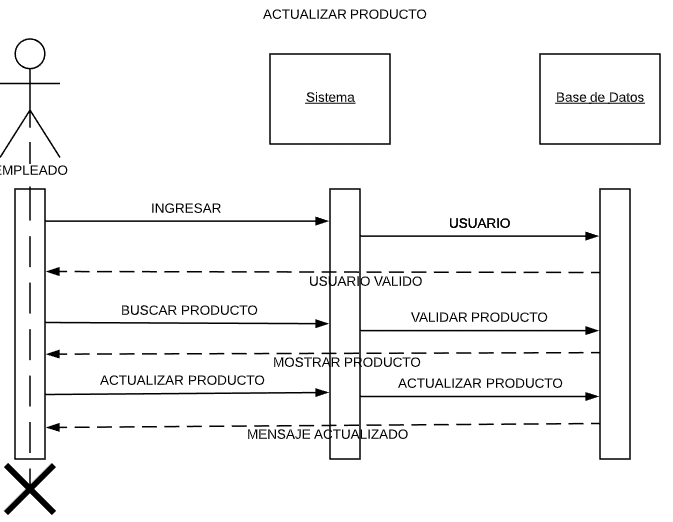 ACTUALIZAR PRODUCTO
Sistema
Base de Datos
EMPLEADO
INGRESAR
USUARIO
USUARIO VALIDO
BUSCAR PRODUCTO
VALIDAR PRODUCTO
MOSTRAR PRODUCTO
ACTUALIZAR PRODUCTO
ACTUALIZAR PRODUCTO
MENSAJE ACTUALIZADO